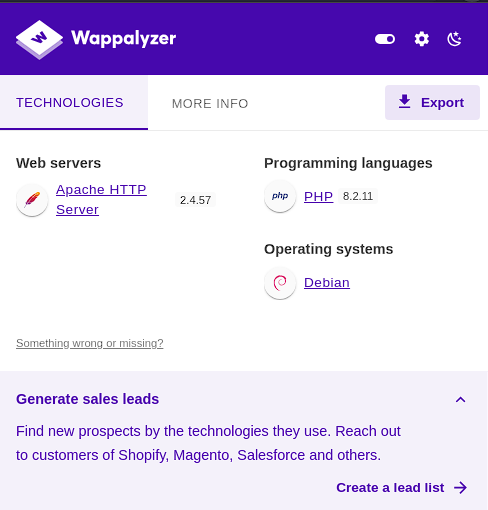 Wappalyzer
TECHNOLOGIES
MORE INFO
Export
Web servers
Apache HTTP
Server
2.4.57
Programming languages
php
PHP
8.2.11
Operating systems
Debian
Something wrong or missing?
Generate sales leads
Find new prospects by the technologies they use. Reach out
to customers of Shopify, Magento, Salesforce and others.
Create a lead list